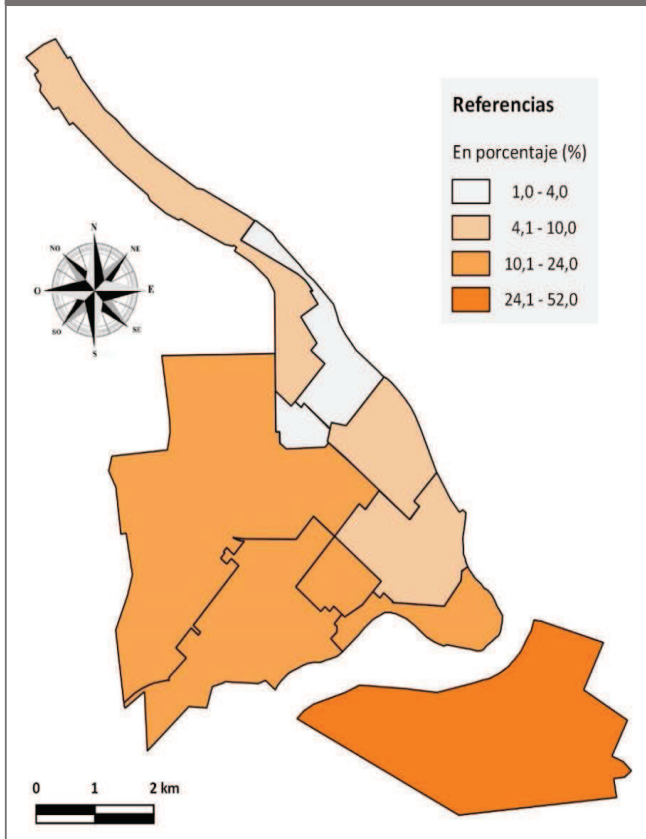 Referencias
En porcentaje (%)
1,0 - 4,0
4,1 - 10,0
10,1 - 24,0
24,1 - 52,0
N
NO
NE
O
E
SO
SE
S
0 1 2 km